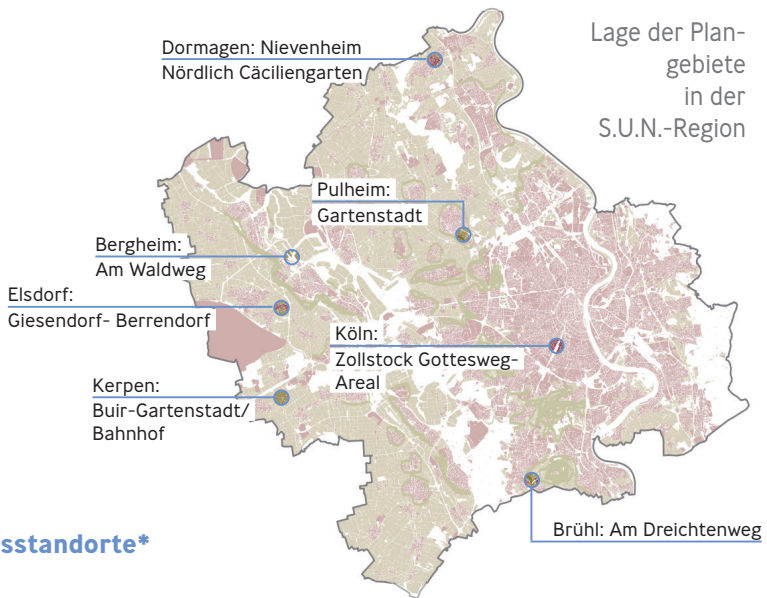 Lage der Plan-
gebiete
in der
S.U.N.-Region
Dormagen: Nievenheim
Nördlich Cäciliengarten
Pulheim:
Gartenstadt
Bergheim:
Am Waldweg
Elsdorf:
Giesendorf- Berrendorf
Köln:
Zollstock Gottesweg-
Areal
Kerpen:
Buir-Gartenstadt/
Bahnhof
Brühl: Am Dreichtenweg
sstandorte*